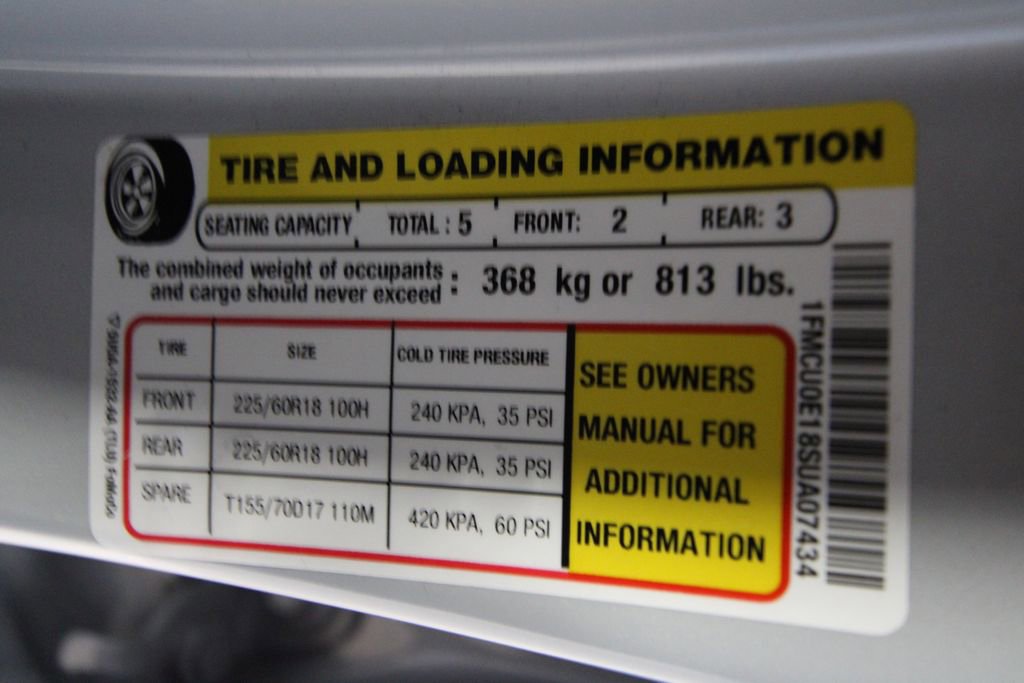 TIRE AND LOADING INFORMATION
SEATING CAPACITY TOTAL : 5 FRONT: 2 REAR: 3
The combined weight of occupants
and cargo should never exceed : 368 kg or 813 lbs.
TIRE SIZE COLD TIRE PRESSURE
FRONT 225/60R18 100H 240 KPA, 35 PSI
REAR 225/60R18 100H 240 KPA, 35 PSI
SPARE T155/70D17 110M 420 KPA, 60 PSI
SEE OWNERS
MANUAL FOR
ADDITIONAL
INFORMATION
1FMCU0E18SUA07434